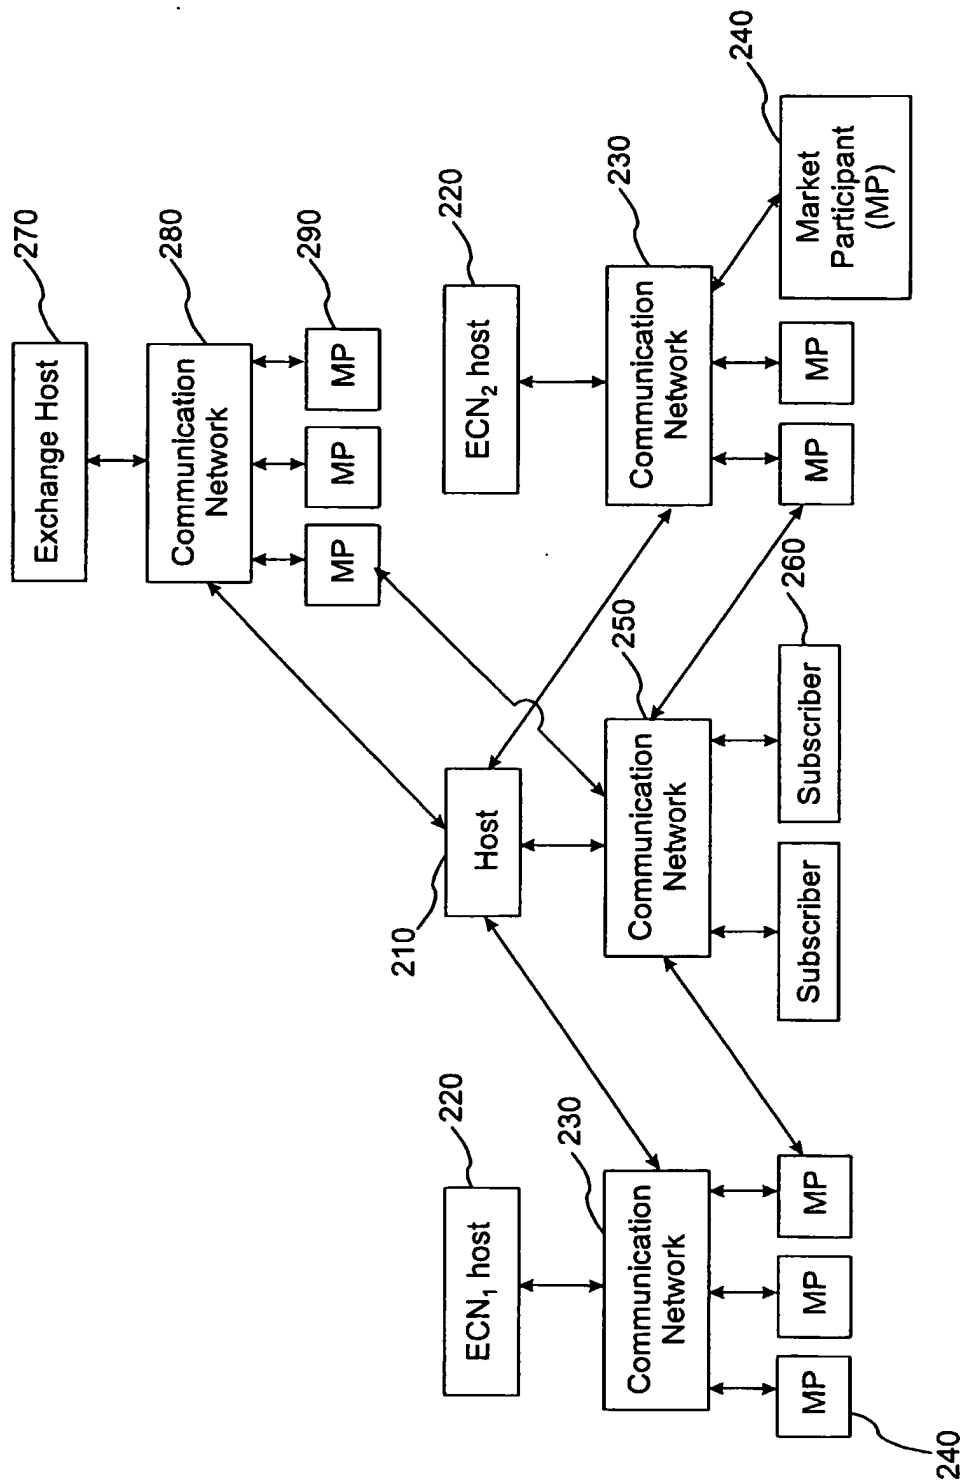 Exchange Host
270
Communication
Network
280
MP
MP
MP
290
ECN1 host
220
Host
210
ECN2 host
220
Communication
Network
230
Communication
Network
250
Communication
Network
230
MP
MP
MP
240
Subscriber
Subscriber
260
MP
MP
Market
Participant
(MP)
240